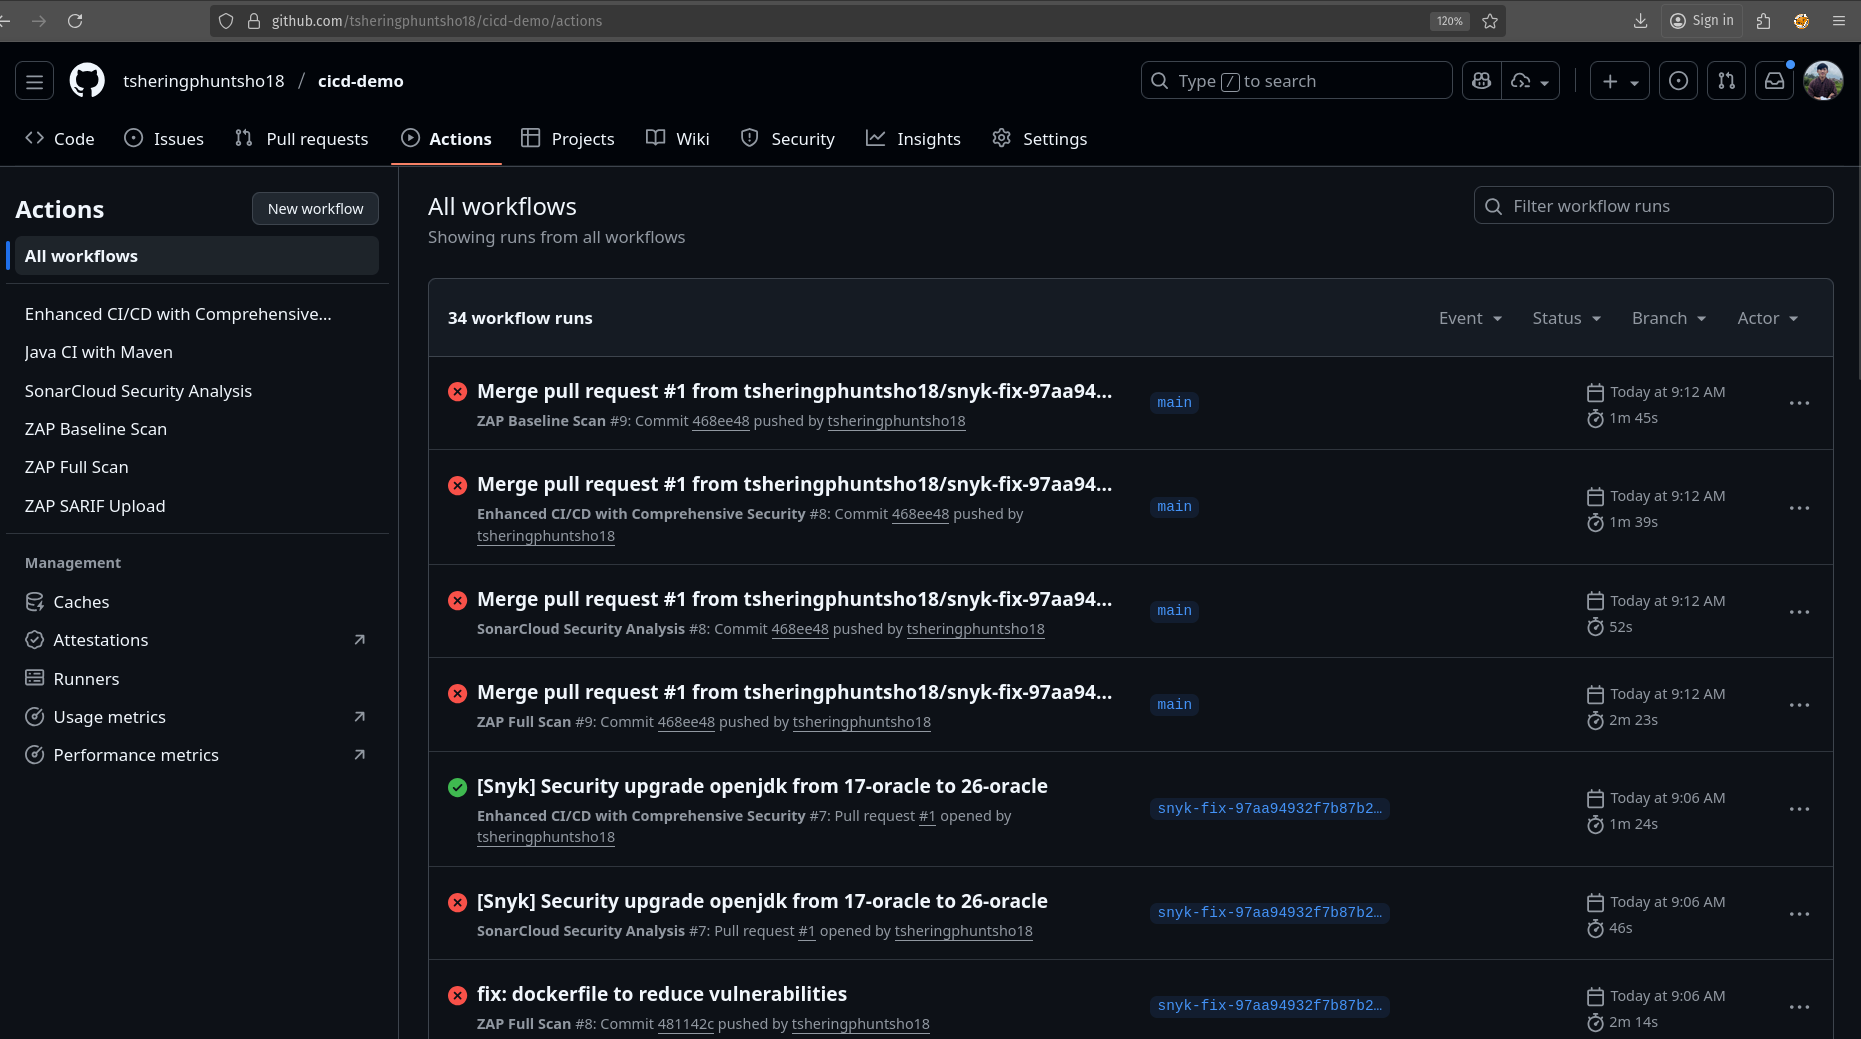 github.com/tsheringphuntsho18/cicd-demo/actions
120%
Sign in
tsheringphuntsho18 / cicd-demo
Type / to search
Code
Issues
Pull requests
Actions
Projects
Wiki
Security
Insights
Settings
Actions
New workflow
All workflows
Enhanced CI/CD with Comprehensive...
Java CI with Maven
SonarCloud Security Analysis
ZAP Baseline Scan
ZAP Full Scan
ZAP SARIF Upload
Management
Caches
Attestations
Runners
Usage metrics
Performance metrics
All workflows
Showing runs from all workflows
Filter workflow runs
34 workflow runs
Event
Status
Branch
Actor
Merge pull request #1 from tsheringphuntsho18/snyk-fix-97aa94...
ZAP Baseline Scan #9: Commit 468ee48 pushed by tsheringphuntsho18
main
Today at 9:12 AM
1m 45s
Merge pull request #1 from tsheringphuntsho18/snyk-fix-97aa94...
Enhanced CI/CD with Comprehensive Security #8: Commit 468ee48 pushed by
tsheringphuntsho18
main
Today at 9:12 AM
1m 39s
Merge pull request #1 from tsheringphuntsho18/snyk-fix-97aa94...
SonarCloud Security Analysis #8: Commit 468ee48 pushed by tsheringphuntsho18
main
Today at 9:12 AM
52s
Merge pull request #1 from tsheringphuntsho18/snyk-fix-97aa94...
ZAP Full Scan #9: Commit 468ee48 pushed by tsheringphuntsho18
main
Today at 9:12 AM
2m 23s
[Snyk] Security upgrade openjdk from 17-oracle to 26-oracle
Enhanced CI/CD with Comprehensive Security #7: Pull request #1 opened by
tsheringphuntsho18
snyk-fix-97aa94932f7b87b2...
Today at 9:06 AM
1m 24s
[Snyk] Security upgrade openjdk from 17-oracle to 26-oracle
SonarCloud Security Analysis #7: Pull request #1 opened by tsheringphuntsho18
snyk-fix-97aa94932f7b87b2...
Today at 9:06 AM
46s
fix: dockerfile to reduce vulnerabilities
ZAP Full Scan #8: Commit 481142c pushed by tsheringphuntsho18
snyk-fix-97aa94932f7b87b2...
Today at 9:06 AM
2m 14s